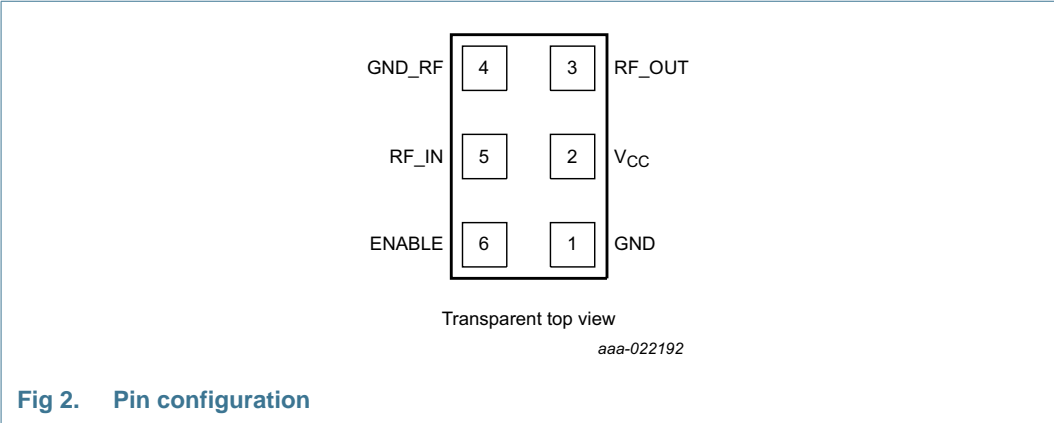 GND_RF 4 3 RF_OUT
RF_IN 5 2 VCC
ENABLE 6 1 GND
Transparent top view
aaa-022192
Fig 2. Pin configuration